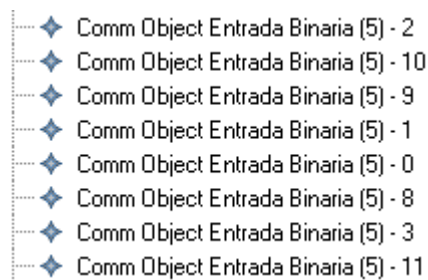 Comm Object Entrada Binaria (5) - 2
Comm Object Entrada Binaria (5) - 10
Comm Object Entrada Binaria (5) - 9
Comm Object Entrada Binaria (5) - 1
Comm Object Entrada Binaria (5) - 0
Comm Object Entrada Binaria (5) - 8
Comm Object Entrada Binaria (5) - 3
Comm Object Entrada Binaria (5) - 11